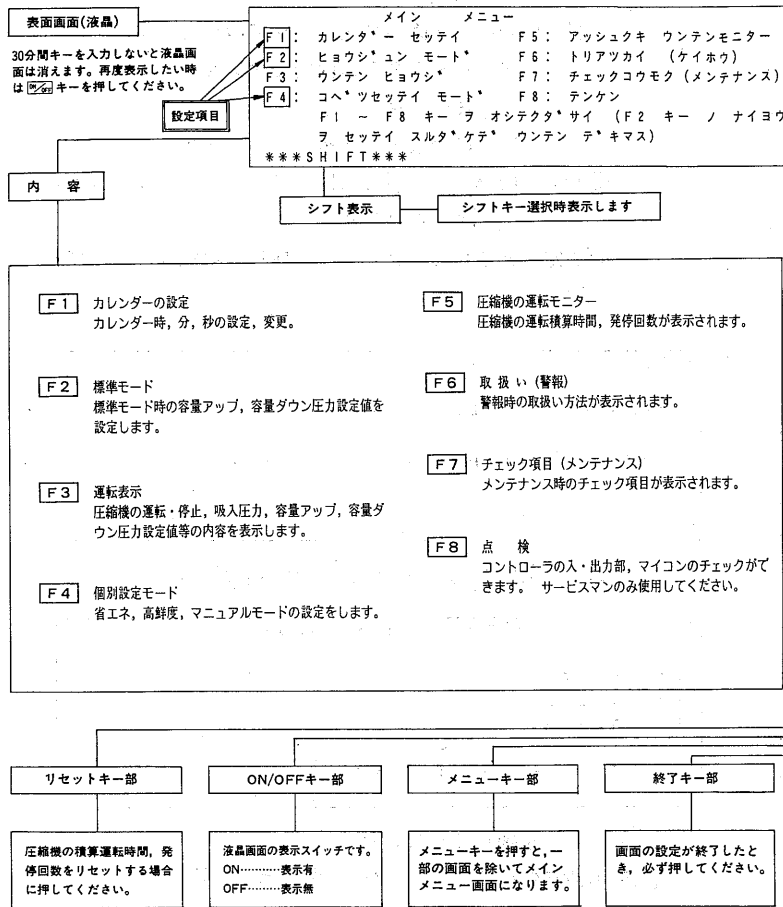 表面画面(液晶)
30分間キーを入力しないと液晶画
面は消えます。再度表示したい時
は ON/OFF キーを押してください。
設定項目
メイン メニュー
F1: カレンダー セッテイ F5: アッシュクキ ウンテンモニター
F2: ヒョウジュン モード F6: トリアツカイ (ケイホウ)
F3: ウンテン ヒョウジ F7: チェックコウモク (メンテナンス)
F4: コベツセッテイ モード F8: テンケン
F1 ~ F8 キー ヲ オシテクダサイ (F2 キー ノ ナイヨウ
ヲ セッテイ スルダケデ ウンテン デキマス)
***SHIFT***
内 容
シフト表示
シフトキー選択時表示します
F1 カレンダーの設定
カレンダー時,分,秒の設定,変更。
F2 標準モード
標準モード時の容量アップ,容量ダウン圧力設定値を
設定します。
F3 運転表示
圧縮機の運転・停止,吸入圧力,容量アップ,容量ダ
ウン圧力設定値等の内容を表示します。
F4 個別設定モード
省エネ,高鮮度,マニュアルモードの設定をします。
F5 圧縮機の運転モニター
圧縮機の運転積算時間,発停回数が表示されます。
F6 取扱い(警報)
警報時の取扱い方法が表示されます。
F7 チェック項目(メンテナンス)
メンテナンス時のチェック項目が表示されます。
F8 点 検
コントローラの入・出力部,マイコンのチェックがで
きます。 サービスマンのみ使用してください。
リセットキー部
圧縮機の積算運転時間,発
停回数をリセットする場合
に押してください。
ON/OFFキー部
液晶画面の表示スイッチです。
ON…………表示有
OFF………表示無
メニューキー部
メニューキーを押すと,一
部の画面を除いてメイン
メニュー画面になります。
終了キー部
画面の設定が終了したと
き,必ず押してください。